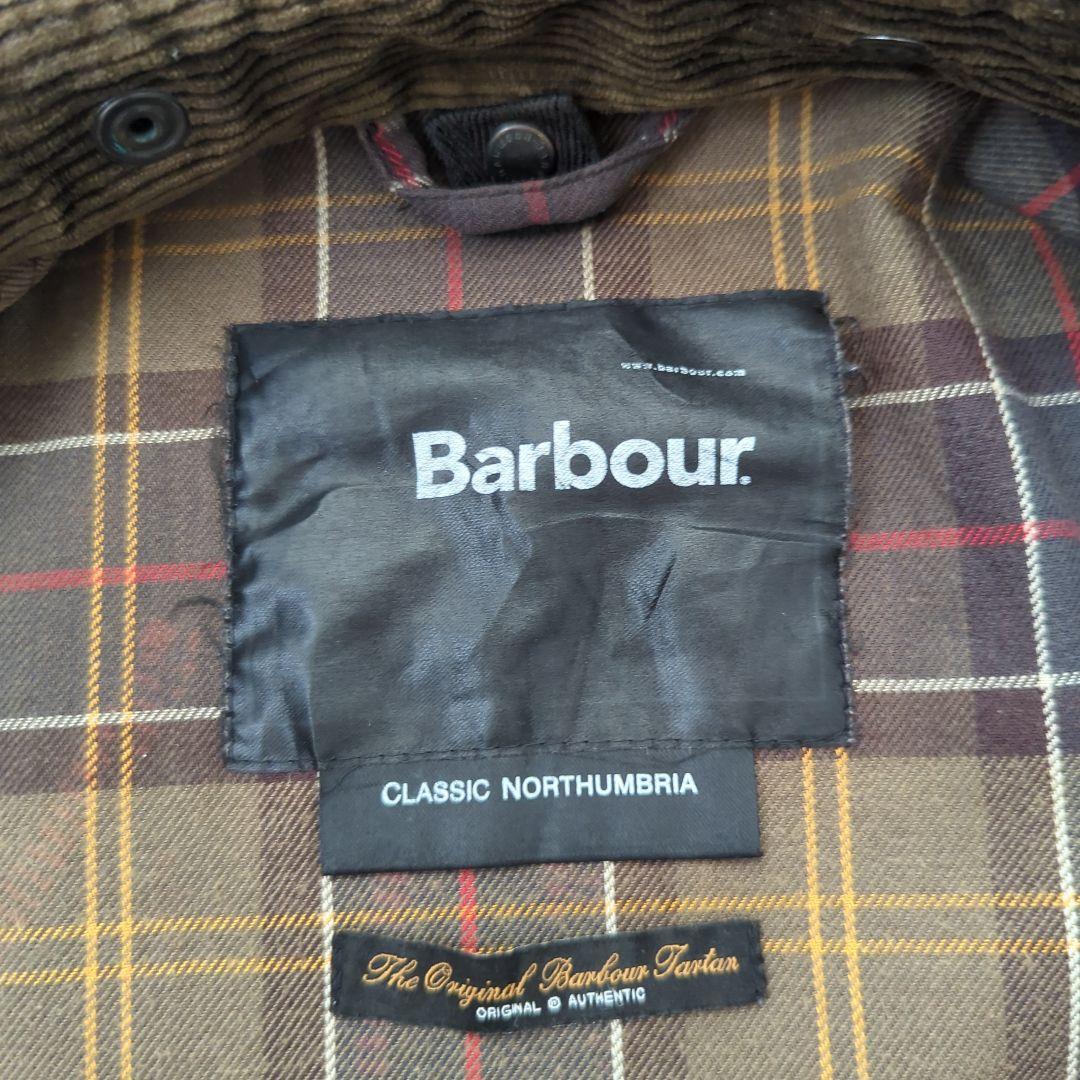 www.barbour.com
Barbour.
CLASSIC NORTHUMBRIA
The Original Barbour Tartan
ORIGINAL ® AUTHENTIC